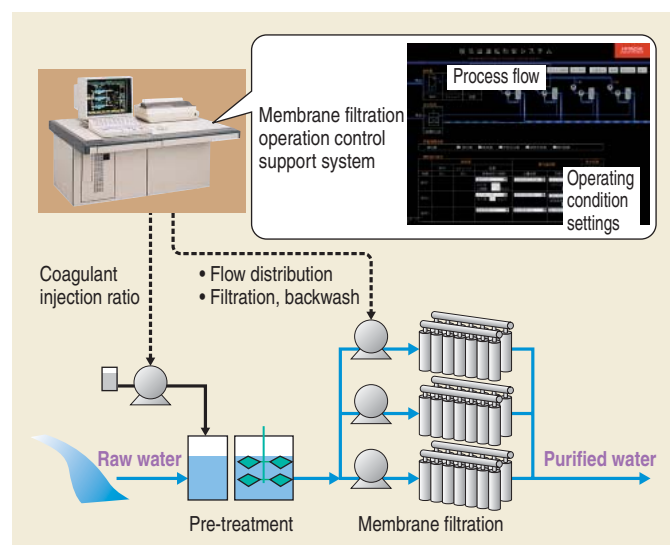 Process flow
Membrane filtration
operation control
support system
Operating
condition
settings
Coagulant
injection ratio
• Flow distribution
• Filtration, backwash
Raw water
Purified water
Pre-treatment
Membrane filtration